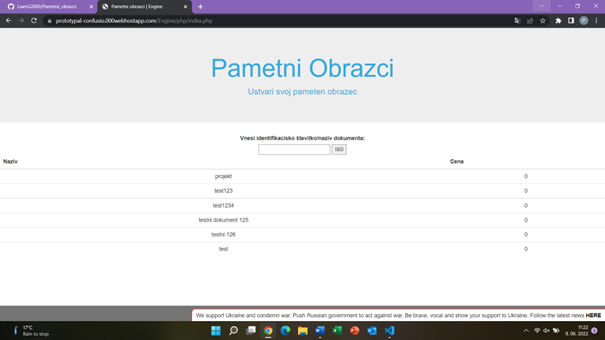 LiamG2906/Pametni_obrazci
Pametni obrazci | Engine
prototypal-confusio.000webhostapp.com/Engine/php/index.php
Pametni Obrazci
Ustvari svoj pameten obrazec
Vnesi identifikacisko številko/naziv dokumenta:
Išči
Naziv Cena
projekt 0
test123 0
test1234 0
testni dokument 125 0
testni 126 0
test 0
We support Ukraine and condemn war. Push Russian government to act against war. Be brave, vocal and show your support to Ukraine. Follow the latest news HERE
17°C
Rain to stop
11:22
9. 06. 2022